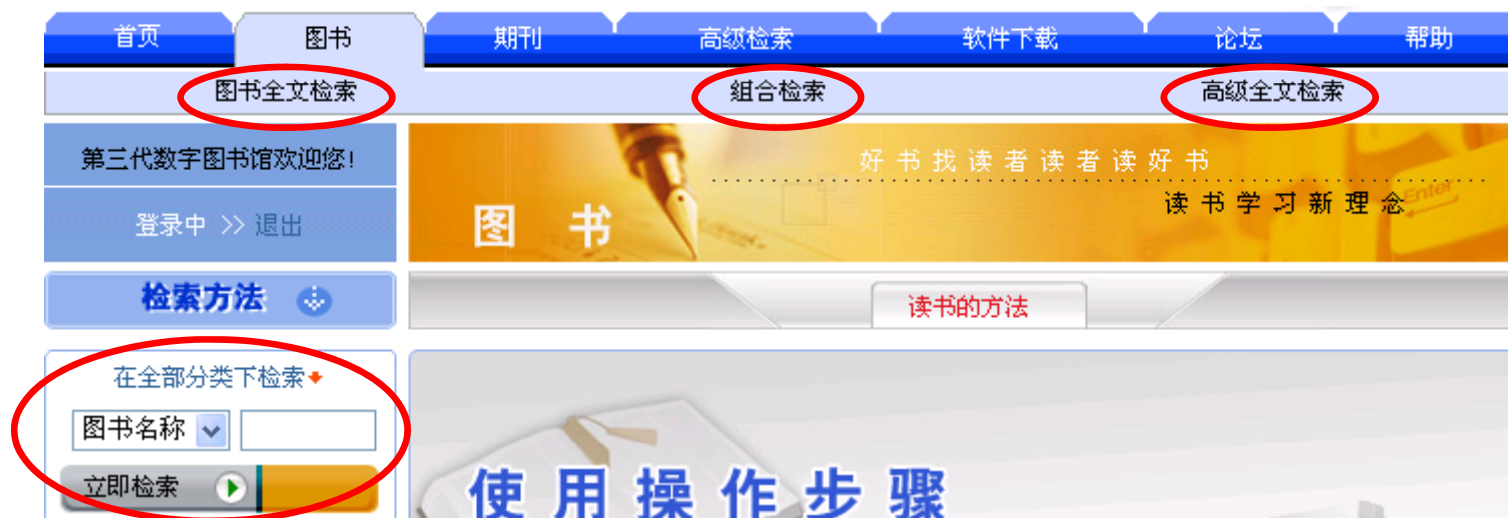 首页 图书 期刊 高级检索 软件下载 论坛 帮助
图书全文检索 组合检索 高级全文检索
第三代数字图书馆欢迎您!
登录中 >> 退出
好书找读者读者读好书
读书学习新理念
Enter
图 书
检索方法
读书的方法
在全部分类下检索
图书名称
立即检索
使用操作步骤